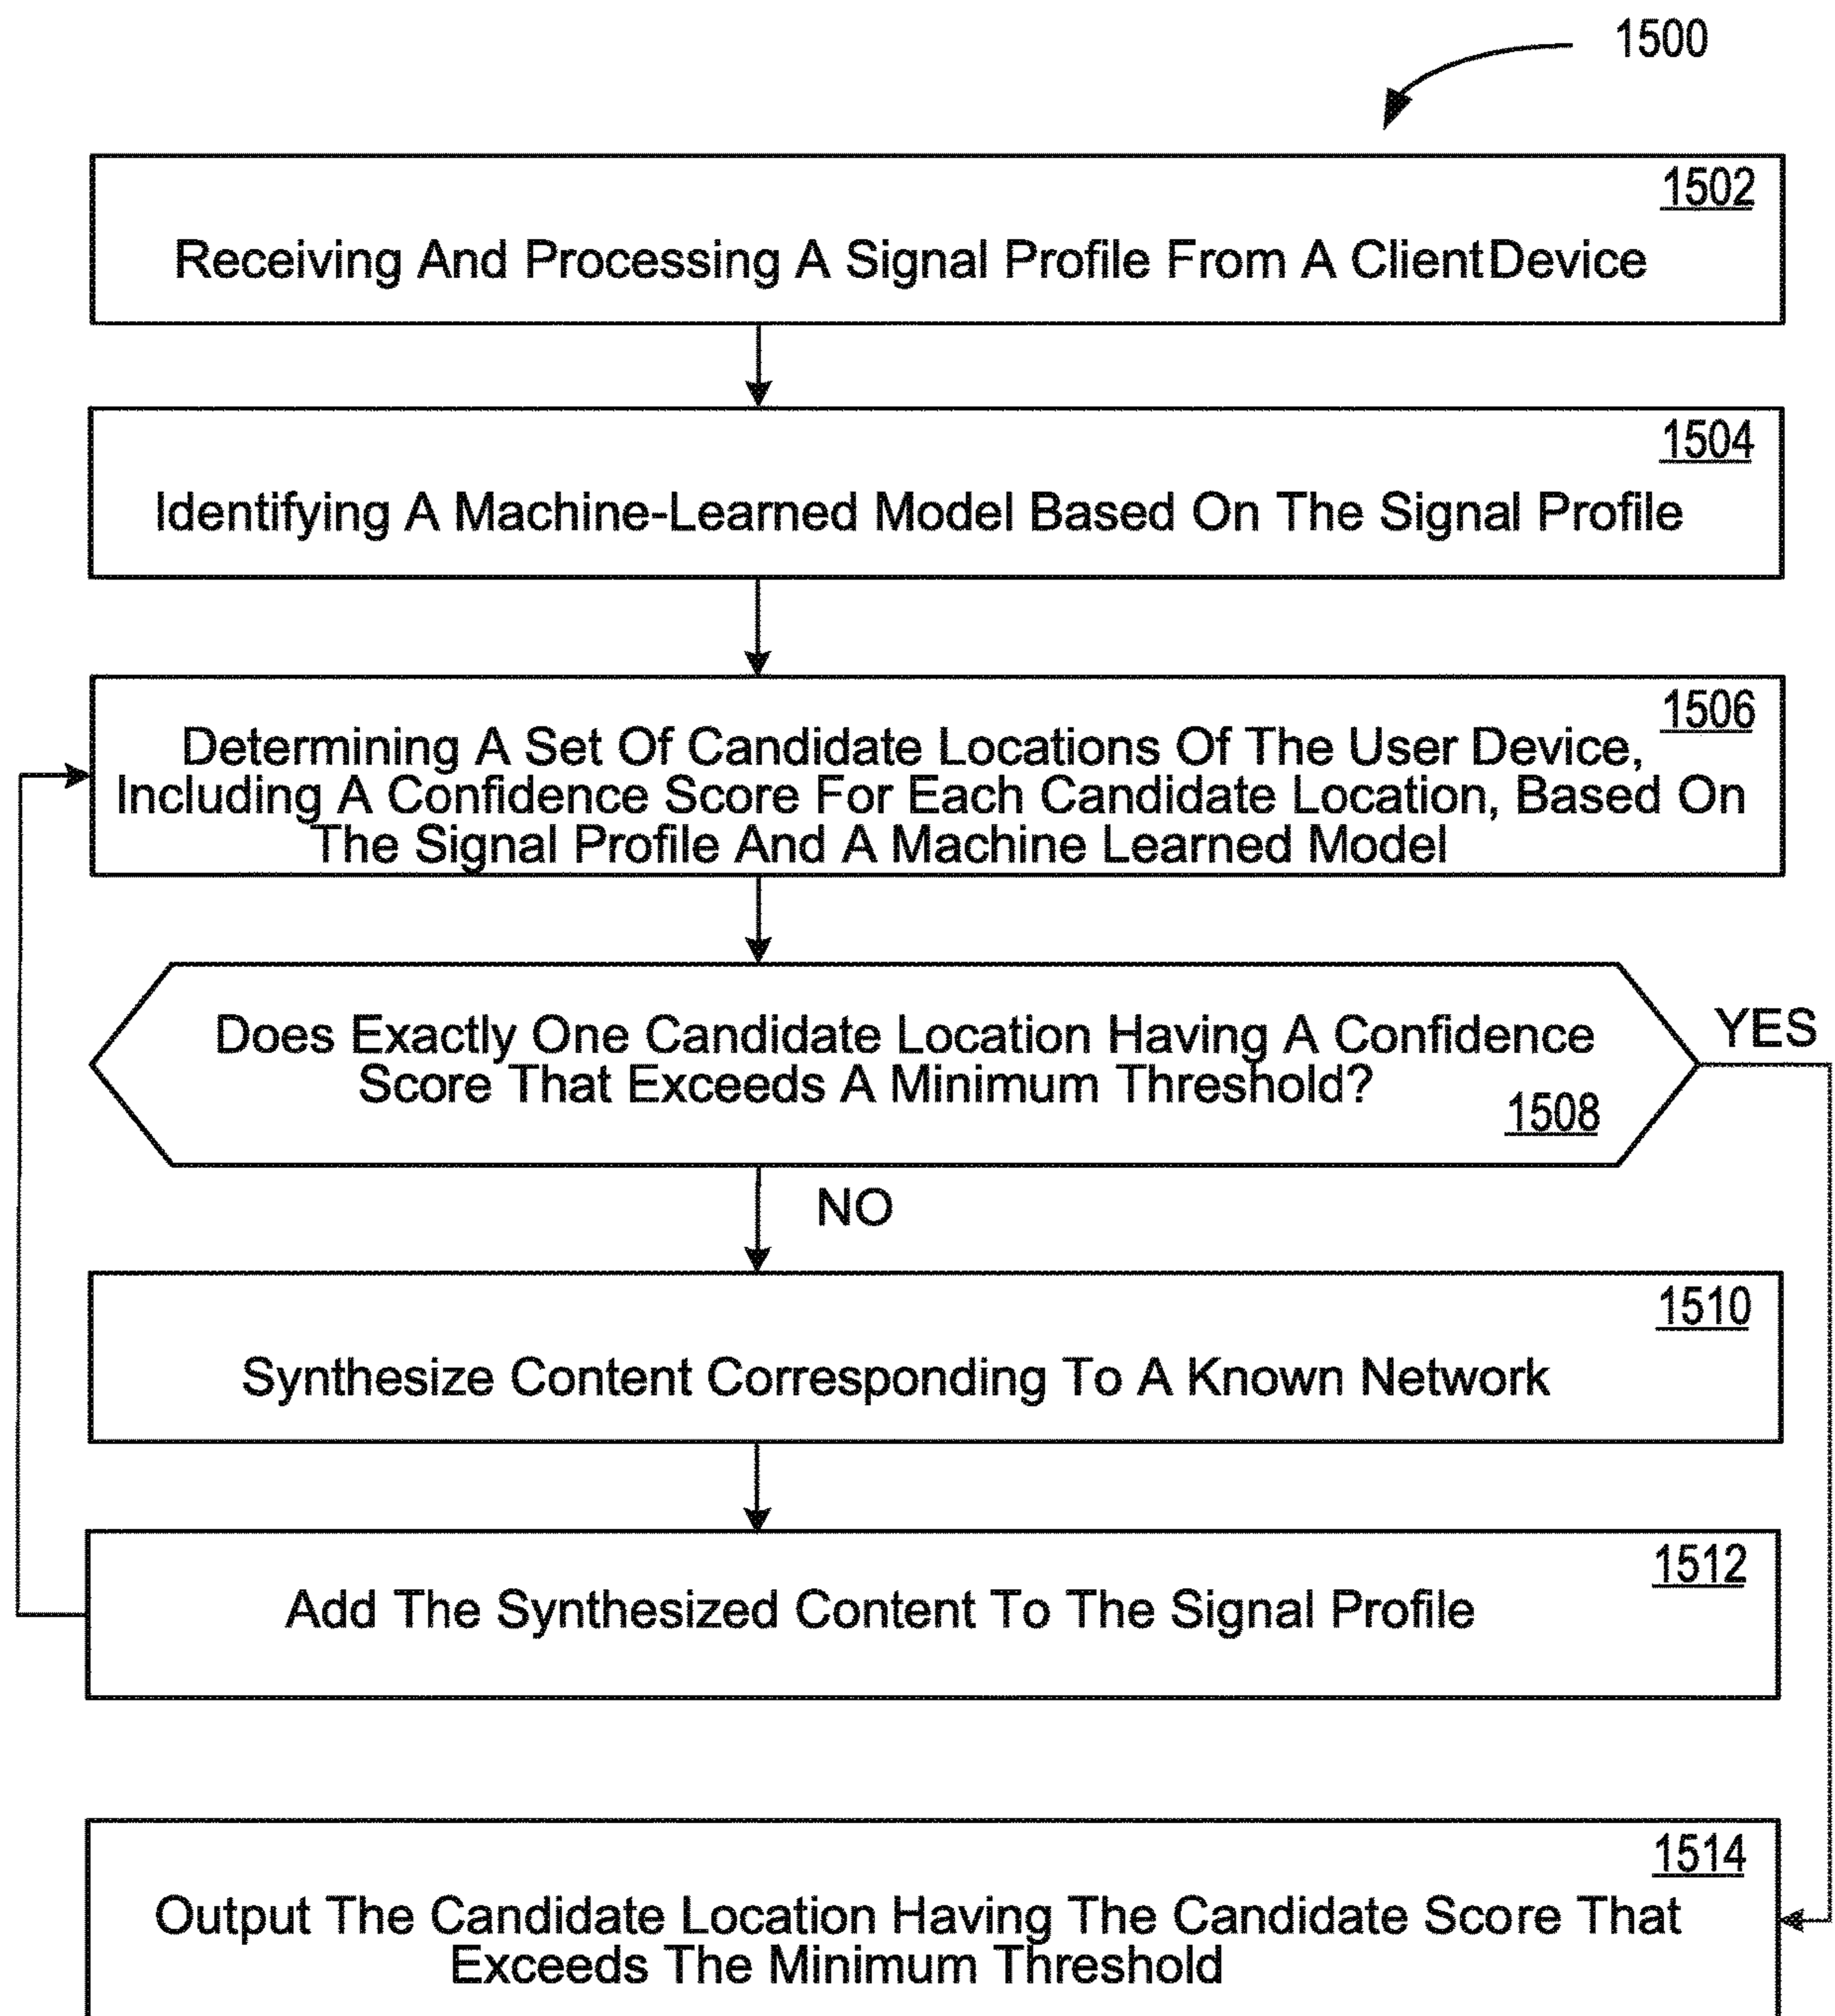 1500
1502
Receiving And Processing A Signal Profile From A Client Device
1504
Identifying A Machine-Learned Model Based On The Signal Profile
1506
Determining A Set Of Candidate Locations Of The User Device,
Including A Confidence Score For Each Candidate Location, Based On
The Signal Profile And A Machine Learned Model
Does Exactly One Candidate Location Having A Confidence
Score That Exceeds A Minimum Threshold?
1508
YES
NO
1510
Synthesize Content Corresponding To A Known Network
1512
Add The Synthesized Content To The Signal Profile
1514
Output The Candidate Location Having The Candidate Score That
Exceeds The Minimum Threshold